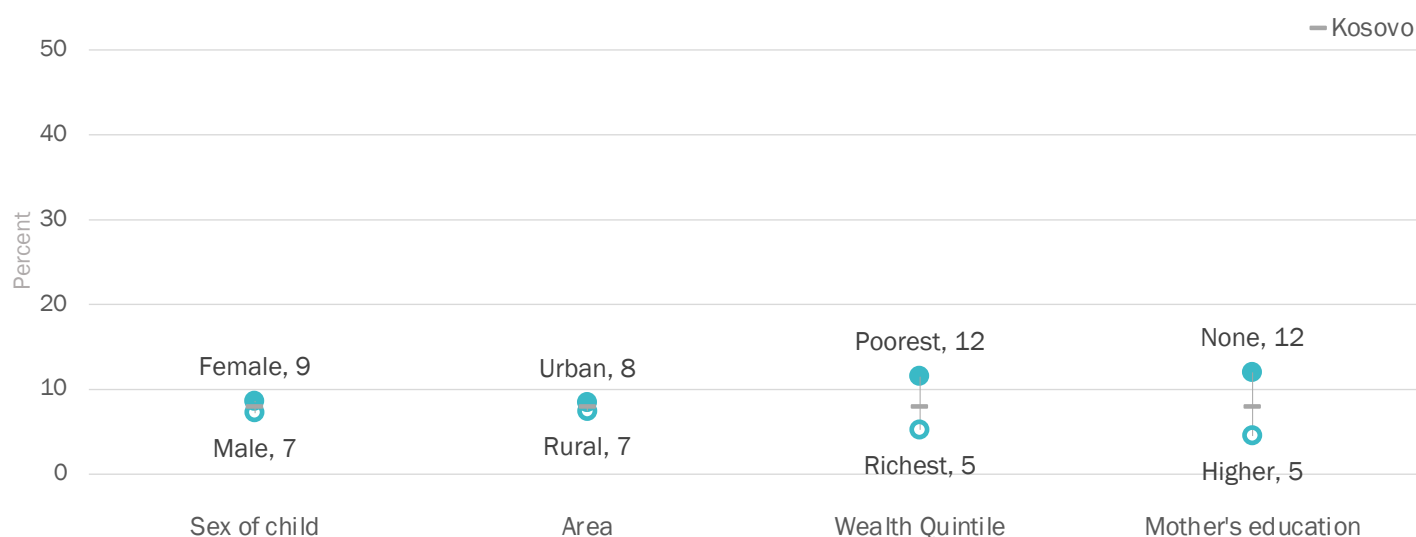 Kosovo
50
40
30
20
10
0
Percent
Female, 9
Male, 7
Urban, 8
Rural, 7
Poorest, 12
Richest, 5
None, 12
Higher, 5
Sex of child
Area
Wealth Quintile
Mother's education